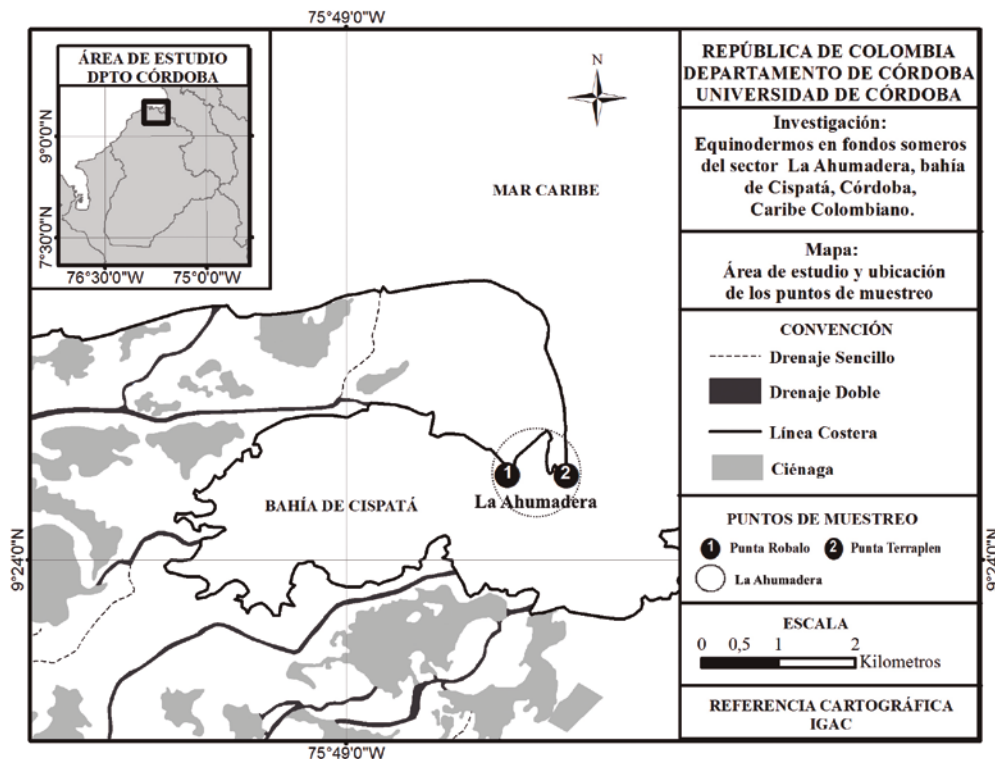 75°49'0"W
ÁREA DE ESTUDIO
DPTO CÓRDOBA
9°0'0"N
7°30'0"N
76°30'0"W
75°0'0"W
N
MAR CARIBE
BAHÍA DE CISPATÁ
1
2
La Ahumadera
9°24'0"N
9°24'0"N
75°49'0"W
REPÚBLICA DE COLOMBIA
DEPARTAMENTO DE CÓRDOBA
UNIVERSIDAD DE CÓRDOBA
Investigación:
Equinodermos en fondos someros
del sector La Ahumadera, bahía
de Cispatá, Córdoba,
Caribe Colombiano.
Mapa:
Área de estudio y ubicación
de los puntos de muestreo
CONVENCIÓN
Drenaje Sencillo
Drenaje Doble
Línea Costera
Ciénaga
PUNTOS DE MUESTREO
1 Punta Robalo 2 Punta Terraplen
La Ahumadera
ESCALA
0 0,5 1 2
Kilometros
REFERENCIA CARTOGRÁFICA
IGAC